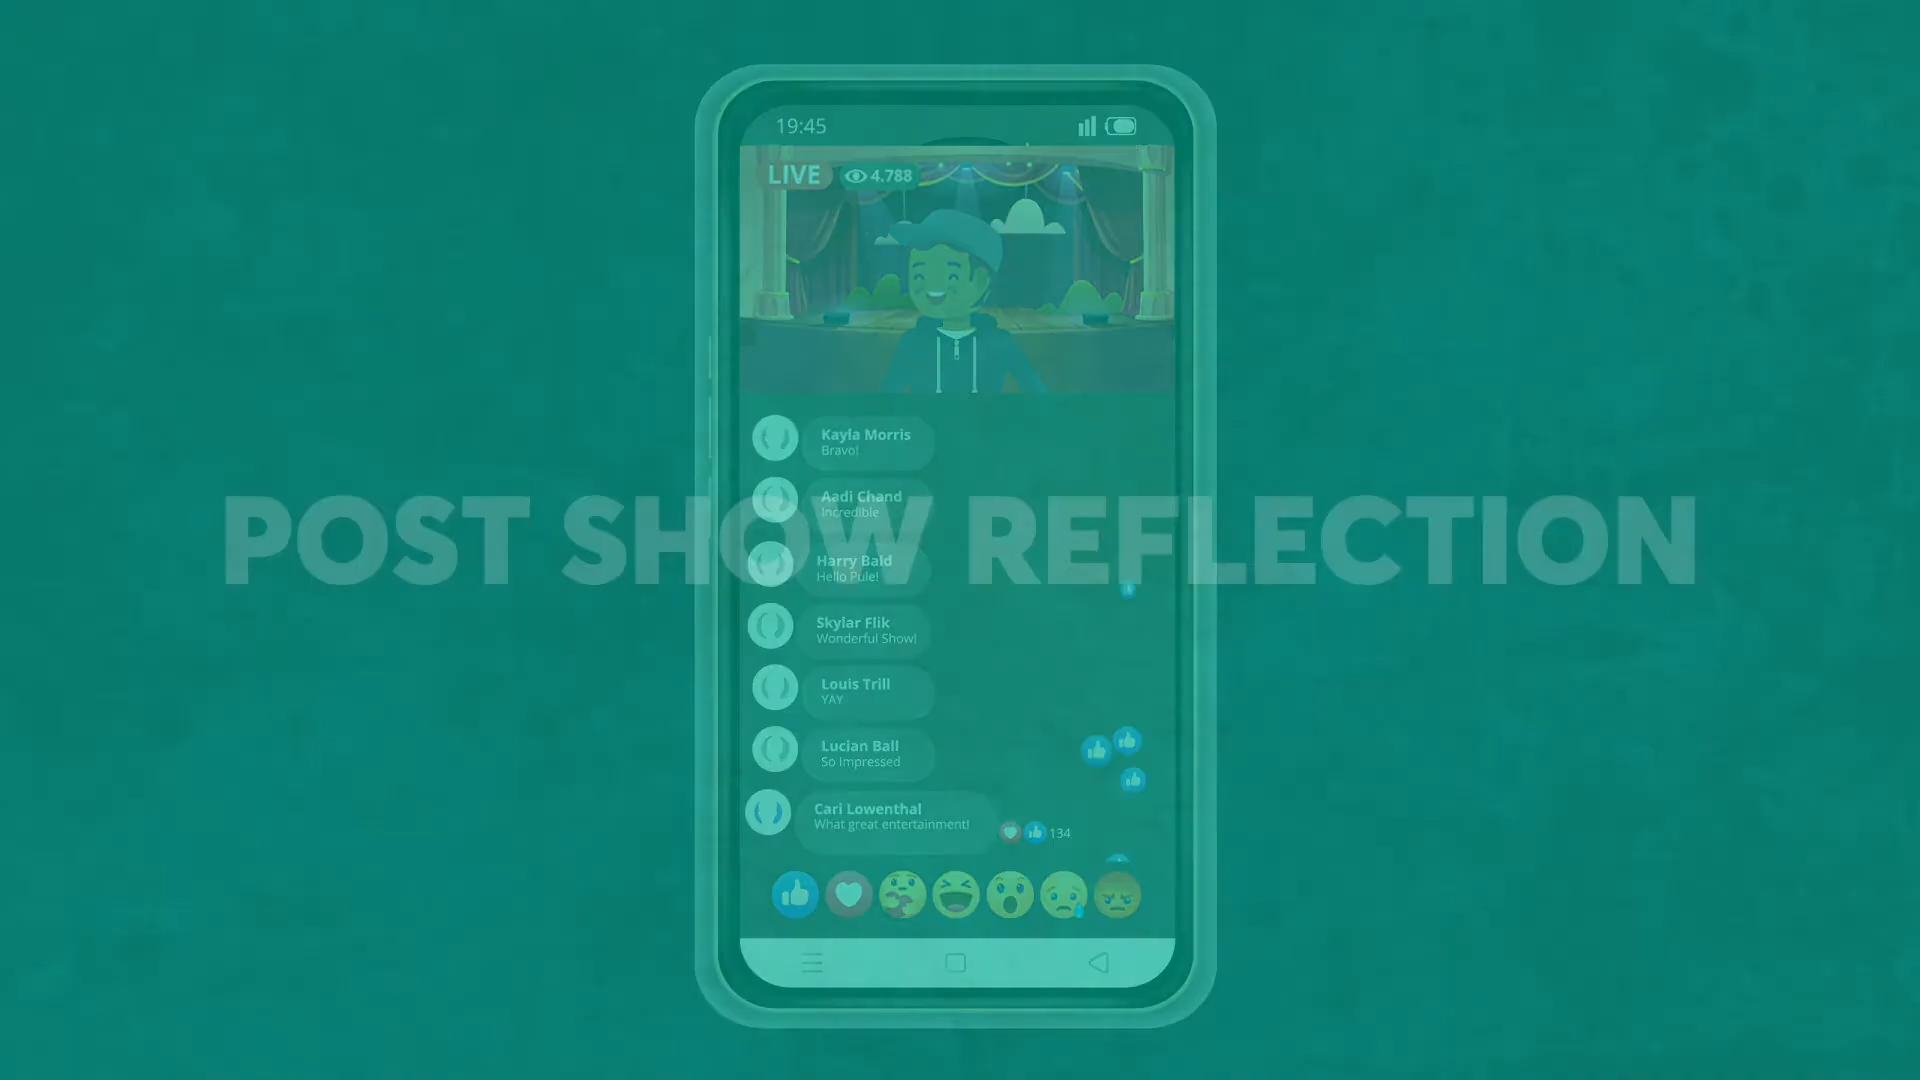 19:45
LIVE 4.788
Kayla Morris
Bravo!
Aadi Chand
Incredible
POST SHOW REFLECTION
Harry Bald
Hello Pule!
Skylar Flik
Wonderful Show!
Louis Trill
YAY
Lucian Ball
So Impressed
Cari Lowenthal
What great entertainment!
134